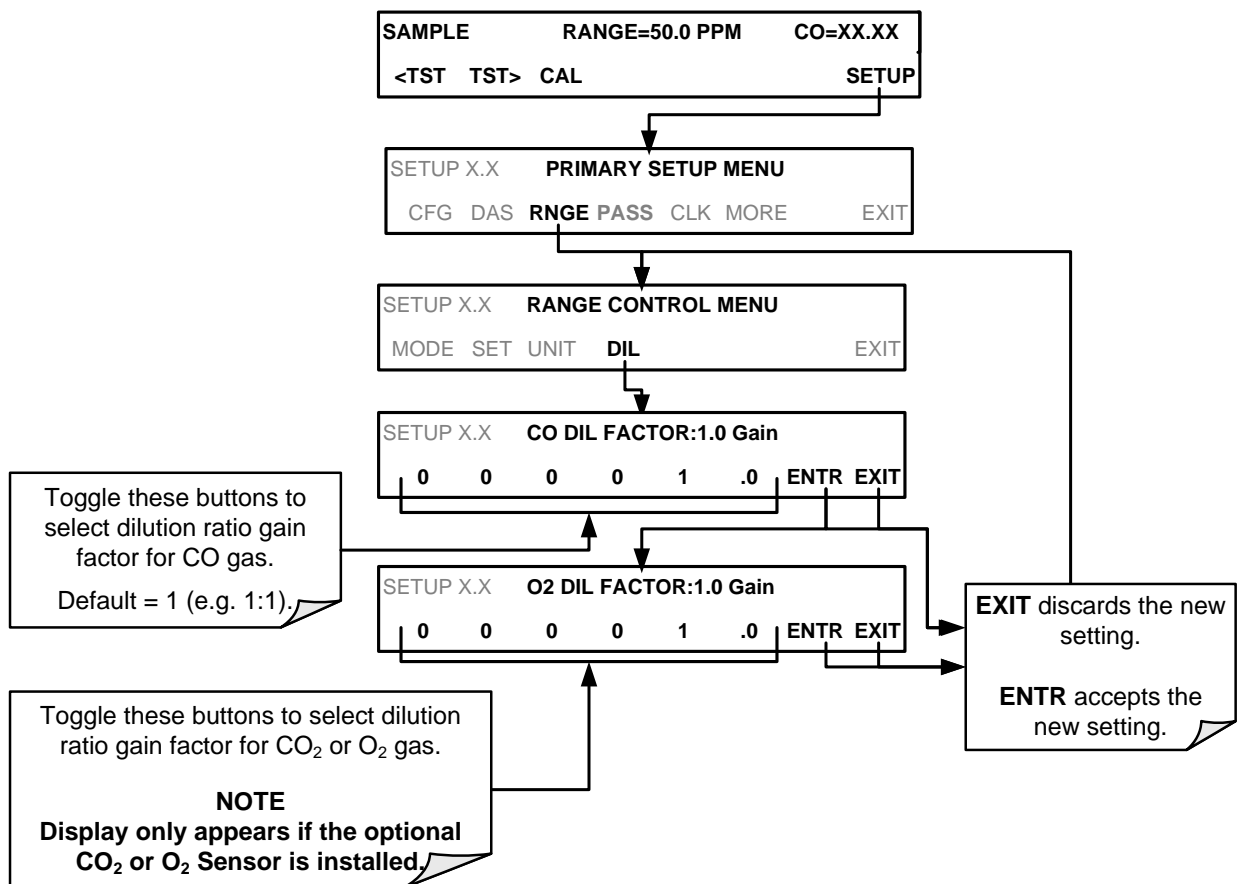 SAMPLE RANGE=50.0 PPM CO=XX.XX
<TST TST> CAL SETUP
SETUP X.X PRIMARY SETUP MENU
CFG DAS RNGE PASS CLK MORE EXIT
SETUP X.X RANGE CONTROL MENU
MODE SET UNIT DIL EXIT
SETUP X.X CO DIL FACTOR:1.0 Gain
0 0 0 0 1 .0 ENTR EXIT
Toggle these buttons to
select dilution ratio gain
factor for CO gas.
Default = 1 (e.g. 1:1).
SETUP X.X O2 DIL FACTOR:1.0 Gain
0 0 0 0 1 .0 ENTR EXIT
EXIT discards the new
setting.
ENTR accepts the
new setting.
Toggle these buttons to select dilution
ratio gain factor for CO₂ or O₂ gas.
NOTE
Display only appears if the optional
CO₂ or O₂ Sensor is installed.